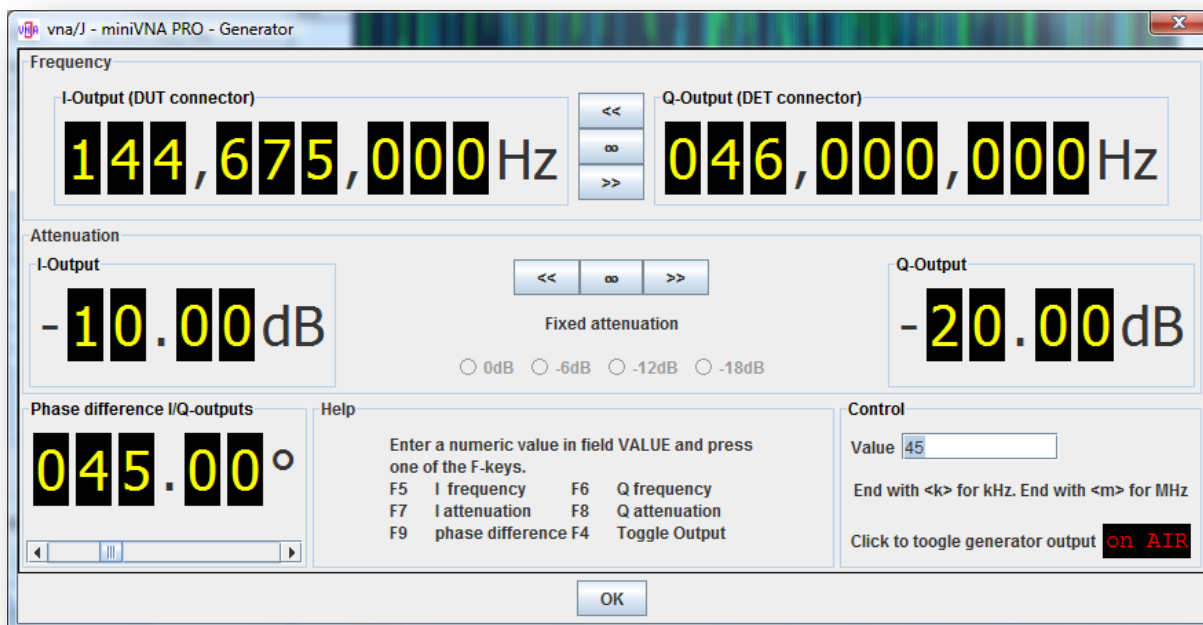 vna/J - miniVNA PRO - Generator
X
Frequency
I-Output (DUT connector)
144,675,000Hz
<<
∞
>>
Q-Output (DET connector)
046,000,000Hz
Attenuation
I-Output
-10.00dB
<< ∞ >>
Fixed attenuation
0dB -6dB -12dB -18dB
Q-Output
-20.00dB
Phase difference I/Q-outputs
045.00°
Help
Enter a numeric value in field VALUE and press
one of the F-keys.
F5 I frequency F6 Q frequency
F7 I attenuation F8 Q attenuation
F9 phase difference F4 Toggle Output
Control
Value 45
End with <k> for kHz. End with <m> for MHz
Click to toogle generator output on AIR
OK